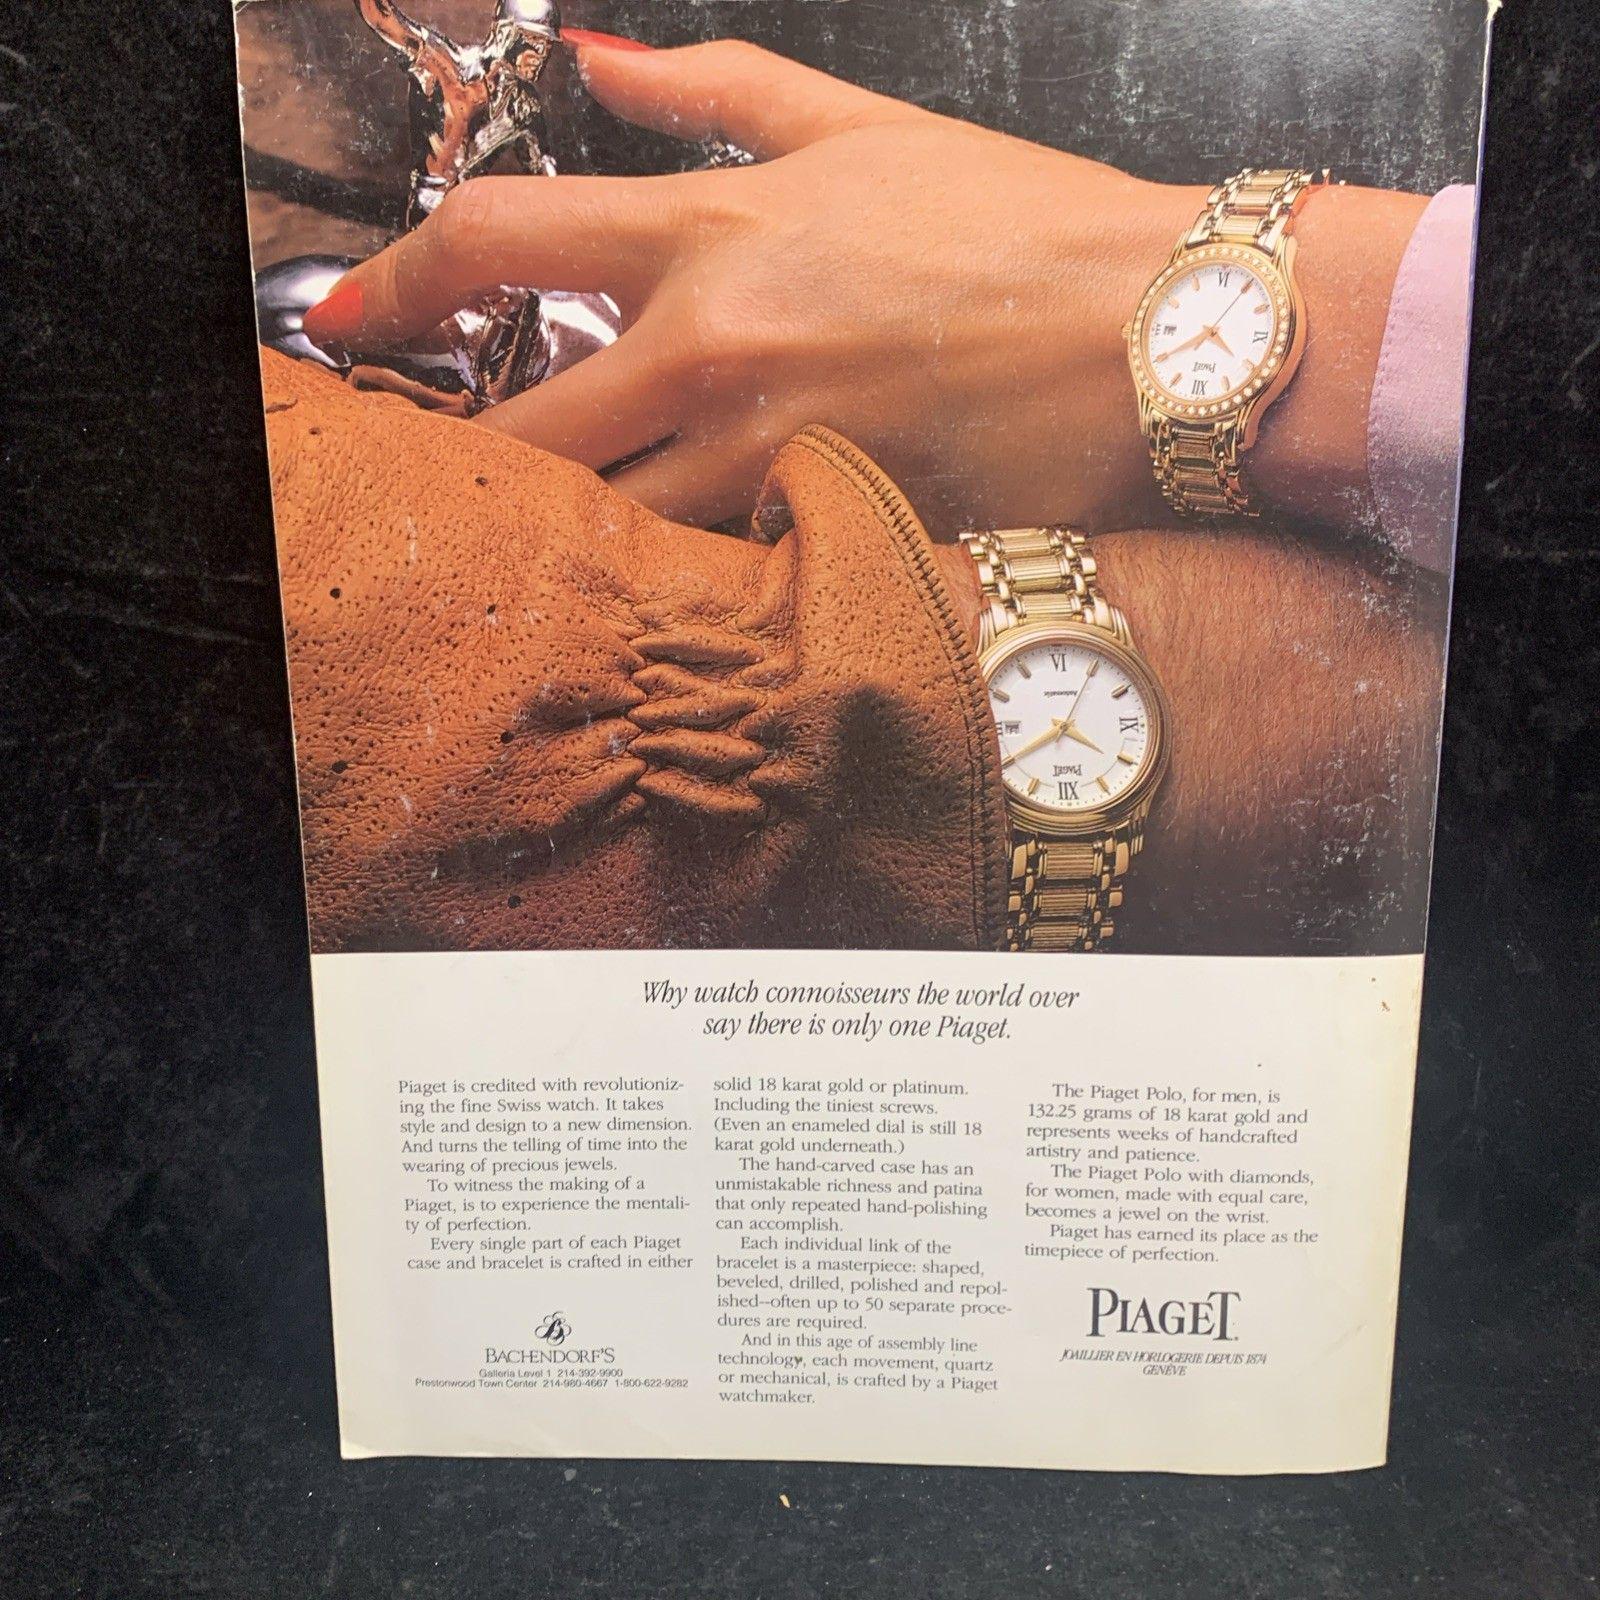 VI
IX
PIAGET
XII
VI
Automatic
IX
PIAGET
XII
Why watch connoisseurs the world over
say there is only one Piaget.
Piaget is credited with revolutioniz-
ing the fine Swiss watch. It takes
style and design to a new dimension.
And turns the telling of time into the
wearing of precious jewels.
To witness the making of a
Piaget, is to experience the mentali-
ty of perfection.
Every single part of each Piaget
case and bracelet is crafted in either
solid 18 karat gold or platinum.
Including the tiniest screws.
(Even an enameled dial is still 18
karat gold underneath.)
The hand-carved case has an
unmistakable richness and patina
that only repeated hand-polishing
can accomplish.
Each individual link of the
bracelet is a masterpiece: shaped,
beveled, drilled, polished and repol-
ished--often up to 50 separate proce-
dures are required.
And in this age of assembly line
technology, each movement, quartz
or mechanical, is crafted by a Piaget
watchmaker.
The Piaget Polo, for men, is
132.25 grams of 18 karat gold and
represents weeks of handcrafted
artistry and patience.
The Piaget Polo with diamonds,
for women, made with equal care,
becomes a jewel on the wrist.
Piaget has earned its place as the
timepiece of perfection.
B
BACHENDORF'S
Galleria Level 1 214-392-9900
Prestonwood Town Center 214-980-4667 1-800-622-9282
PIAGET
JOAILLIER EN HORLOGERIE DEPUIS 1874
GENÈVE